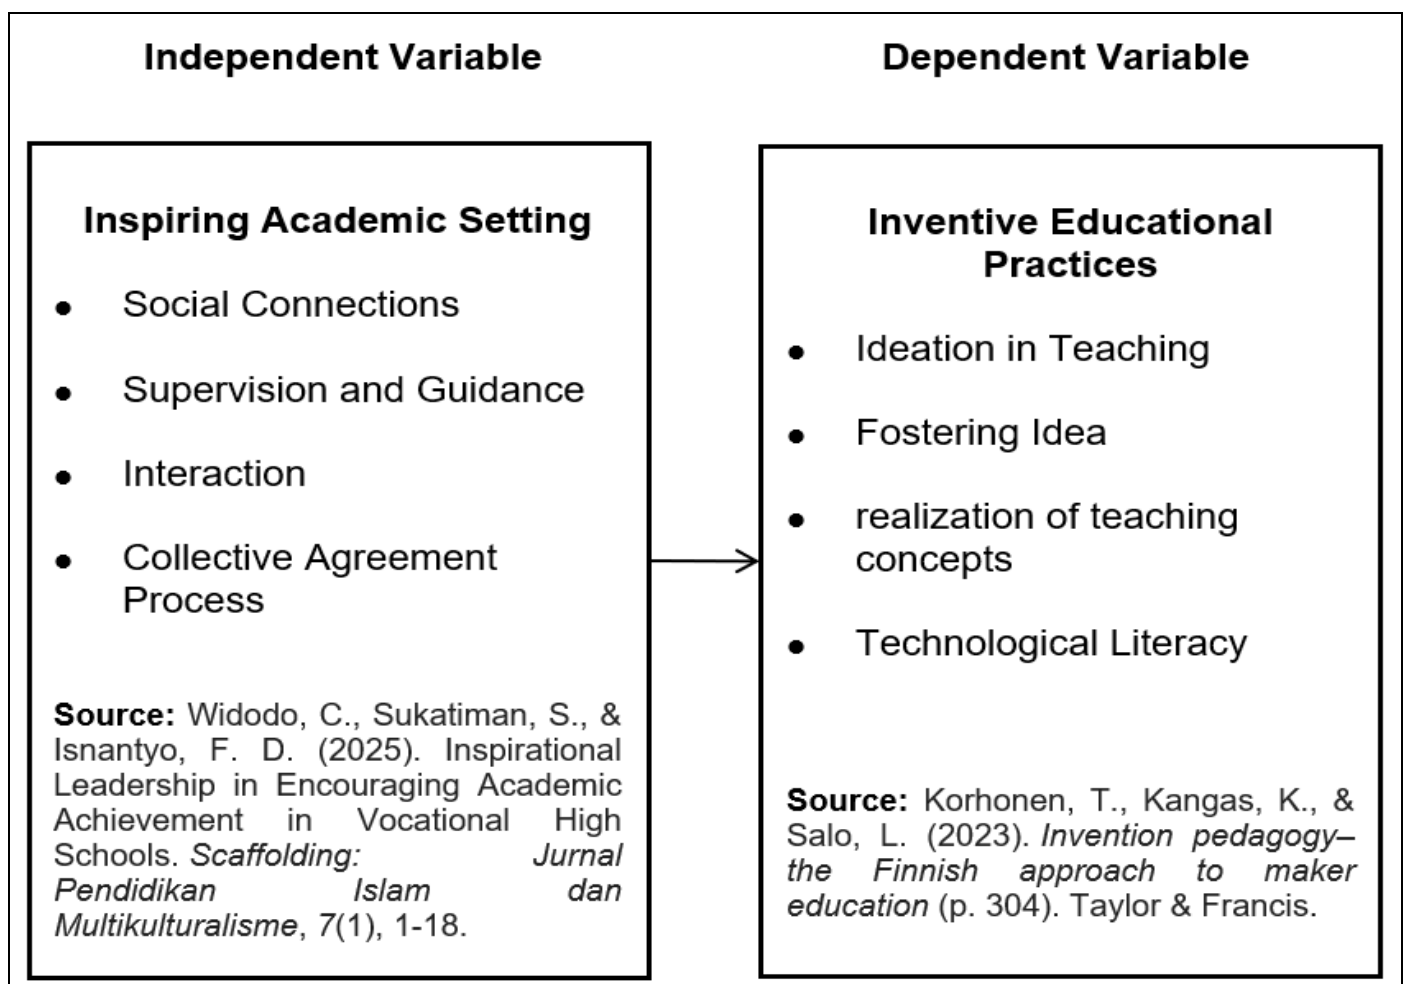 Independent Variable
Dependent Variable
Inspiring Academic Setting
● Social Connections
● Supervision and Guidance
● Interaction
● Collective Agreement
Process
Source: Widodo, C., Sukatiman, S., &
Isnantyo, F. D. (2025). Inspirational
Leadership in Encouraging Academic
Achievement in Vocational High
Schools. Scaffolding: Jurnal
Pendidikan Islam dan
Multikulturalisme, 7(1), 1-18.
Inventive Educational
Practices
● Ideation in Teaching
● Fostering Idea
● realization of teaching
concepts
● Technological Literacy
Source: Korhonen, T., Kangas, K., &
Salo, L. (2023). Invention pedagogy–
the Finnish approach to maker
education (p. 304). Taylor & Francis.